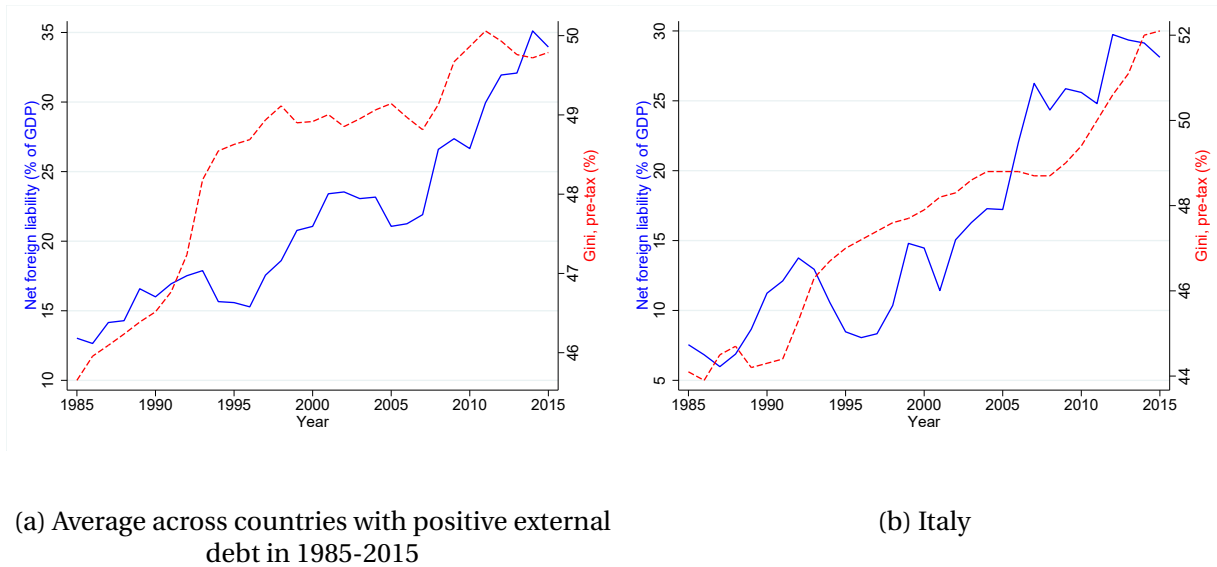 35
30
25
20
15
10
Net foreign liability (% of GDP)
50
49
48
47
46
Gini, pre-tax (%)
1985 1990 1995 2000 2005 2010 2015
Year
30
25
20
15
10
5
Net foreign liability (% of GDP)
52
50
48
46
44
Gini, pre-tax (%)
1985 1990 1995 2000 2005 2010 2015
Year
(a) Average across countries with positive external
debt in 1985-2015
(b) Italy